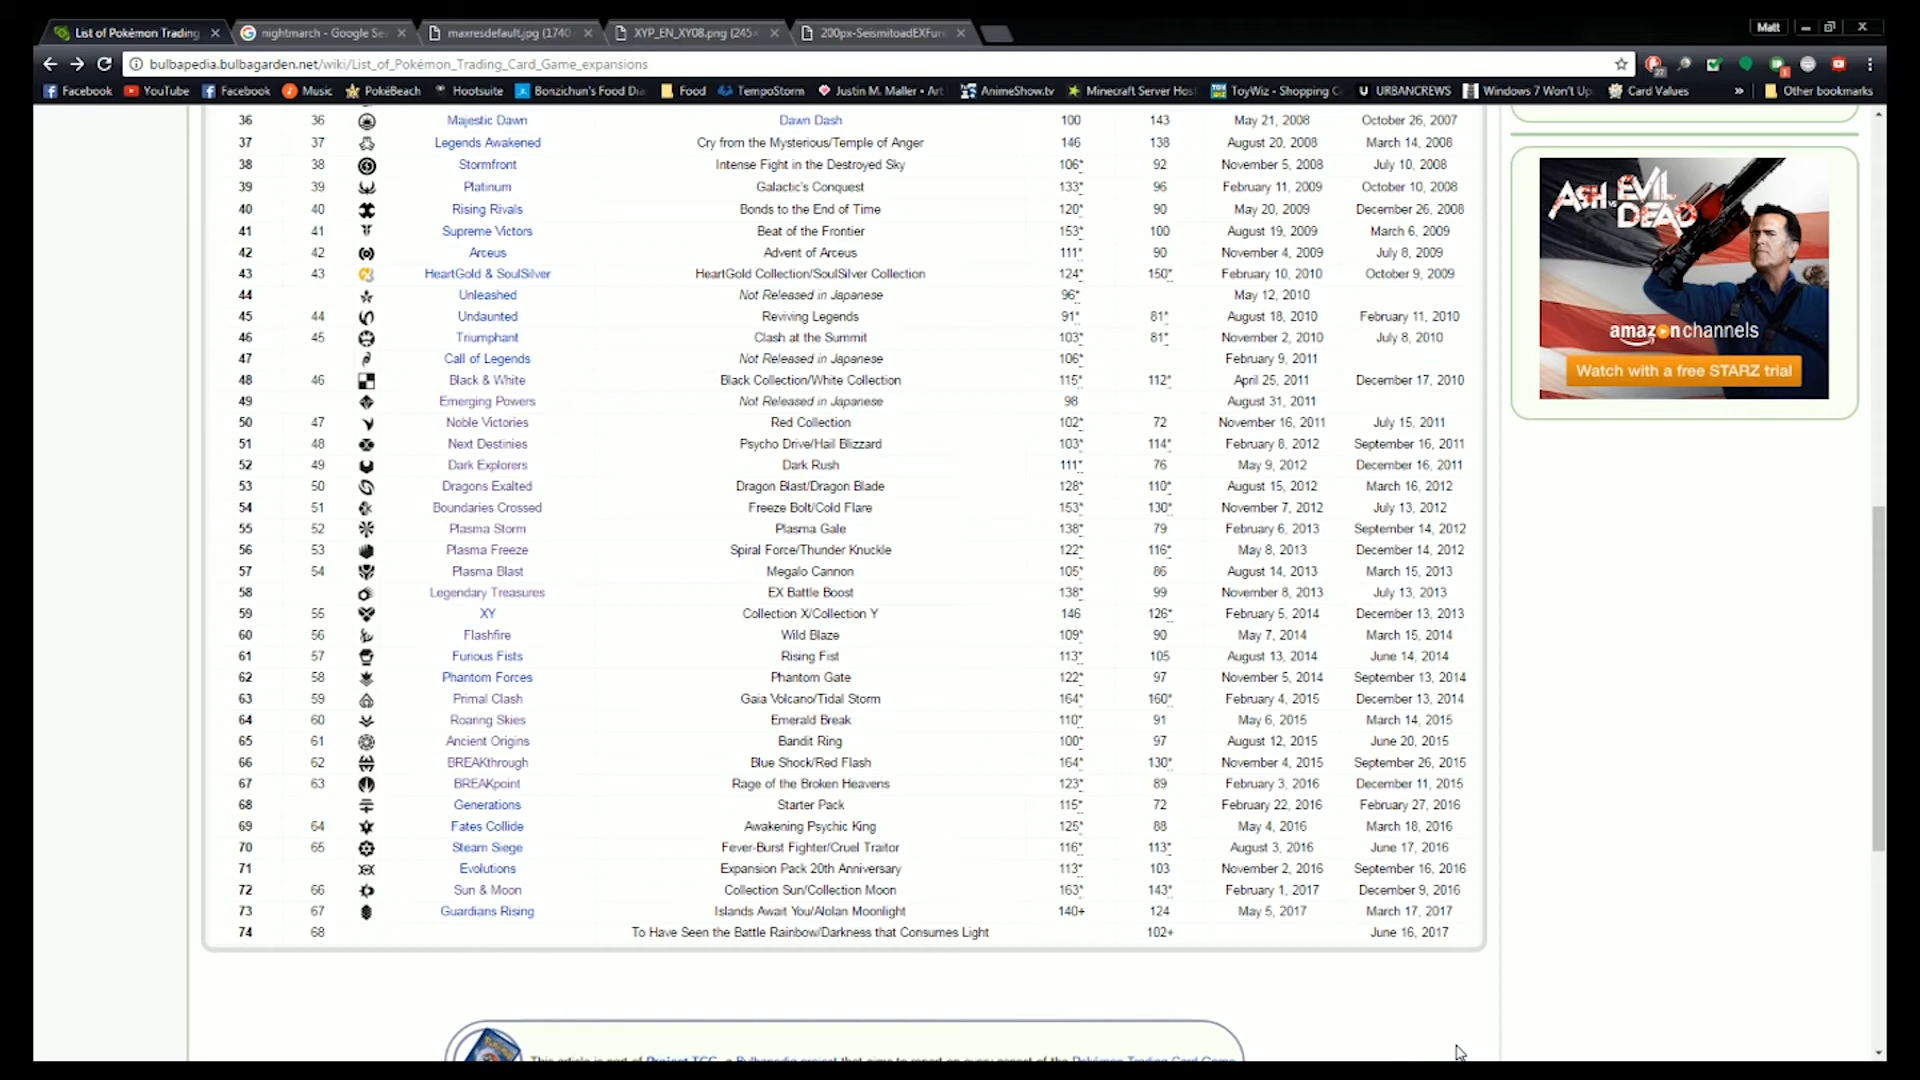 List of Pokémon Trading
nightmarch - Google Se
maxresdefault.jpg (1740
XYP_EN_XY08.png (245×
200px-SeismitoadEXFuri
Matt
bulbapedia.bulbagarden.net/wiki/List_of_Pokémon_Trading_Card_Game_expansions
27
1
Facebook YouTube Facebook Music PokéBeach Hootsuite Bonzichun's Food Dia Food TempoStorm Justin M. Maller • Art AnimeShow.tv Minecraft Server Host ToyWiz - Shopping C URBANCREWS Windows 7 Won't Up Card Values » Other bookmarks
36 36 Majestic Dawn Dawn Dash 100 143 May 21, 2008 October 26, 2007
37 37 Legends Awakened Cry from the Mysterious/Temple of Anger 146 138 August 20, 2008 March 14, 2008
38 38 Stormfront Intense Fight in the Destroyed Sky 106* 92 November 5, 2008 July 10, 2008
39 39 Platinum Galactic's Conquest 133* 96 February 11, 2009 October 10, 2008
40 40 Rising Rivals Bonds to the End of Time 120* 90 May 20, 2009 December 26, 2008
41 41 Supreme Victors Beat of the Frontier 153* 100 August 19, 2009 March 6, 2009
42 42 Arceus Advent of Arceus 111* 90 November 4, 2009 July 8, 2009
43 43 HeartGold & SoulSilver HeartGold Collection/SoulSilver Collection 124* 150* February 10, 2010 October 9, 2009
44 Unleashed Not Released in Japanese 96* May 12, 2010
45 44 Undaunted Reviving Legends 91* 81* August 18, 2010 February 11, 2010
46 45 Triumphant Clash at the Summit 103* 81* November 2, 2010 July 8, 2010
47 Call of Legends Not Released in Japanese 106* February 9, 2011
48 46 Black & White Black Collection/White Collection 115* 112* April 25, 2011 December 17, 2010
49 Emerging Powers Not Released in Japanese 98 August 31, 2011
50 47 Noble Victories Red Collection 102* 72 November 16, 2011 July 15, 2011
51 48 Next Destinies Psycho Drive/Hail Blizzard 103* 114* February 8, 2012 September 16, 2011
52 49 Dark Explorers Dark Rush 111* 76 May 9, 2012 December 16, 2011
53 50 Dragons Exalted Dragon Blast/Dragon Blade 128* 110* August 15, 2012 March 16, 2012
54 51 Boundaries Crossed Freeze Bolt/Cold Flare 153* 130* November 7, 2012 July 13, 2012
55 52 Plasma Storm Plasma Gale 138* 79 February 6, 2013 September 14, 2012
56 53 Plasma Freeze Spiral Force/Thunder Knuckle 122* 116* May 8, 2013 December 14, 2012
57 54 Plasma Blast Megalo Cannon 105* 86 August 14, 2013 March 15, 2013
58 Legendary Treasures EX Battle Boost 138* 99 November 8, 2013 July 13, 2013
59 55 XY Collection X/Collection Y 146 126* February 5, 2014 December 13, 2013
60 56 Flashfire Wild Blaze 109* 90 May 7, 2014 March 15, 2014
61 57 Furious Fists Rising Fist 113* 105 August 13, 2014 June 14, 2014
62 58 Phantom Forces Phantom Gate 122* 97 November 5, 2014 September 13, 2014
63 59 Primal Clash Gaia Volcano/Tidal Storm 164* 160* February 4, 2015 December 13, 2014
64 60 Roaring Skies Emerald Break 110* 91 May 6, 2015 March 14, 2015
65 61 Ancient Origins Bandit Ring 100* 97 August 12, 2015 June 20, 2015
66 62 BREAKthrough Blue Shock/Red Flash 164* 130* November 4, 2015 September 26, 2015
67 63 BREAKpoint Rage of the Broken Heavens 123* 89 February 3, 2016 December 11, 2015
68 Generations Starter Pack 115* 72 February 22, 2016 February 27, 2016
69 64 Fates Collide Awakening Psychic King 125* 88 May 4, 2016 March 18, 2016
70 65 Steam Siege Fever-Burst Fighter/Cruel Traitor 116* 113* August 3, 2016 June 17, 2016
71 Evolutions Expansion Pack 20th Anniversary 113* 103 November 2, 2016 September 16, 2016
72 66 Sun & Moon Collection Sun/Collection Moon 163* 143* February 1, 2017 December 9, 2016
73 67 Guardians Rising Islands Await You/Alolan Moonlight 140+ 124 May 5, 2017 March 17, 2017
74 68 To Have Seen the Battle Rainbow/Darkness that Consumes Light 102+ June 16, 2017
ASH vs EVIL DEAD
amazon channels
Watch with a free STARZ trial
This article is part of Project TCG, a Bulbapedia project that aims to report on every aspect of the Pokémon Trading Card Game.